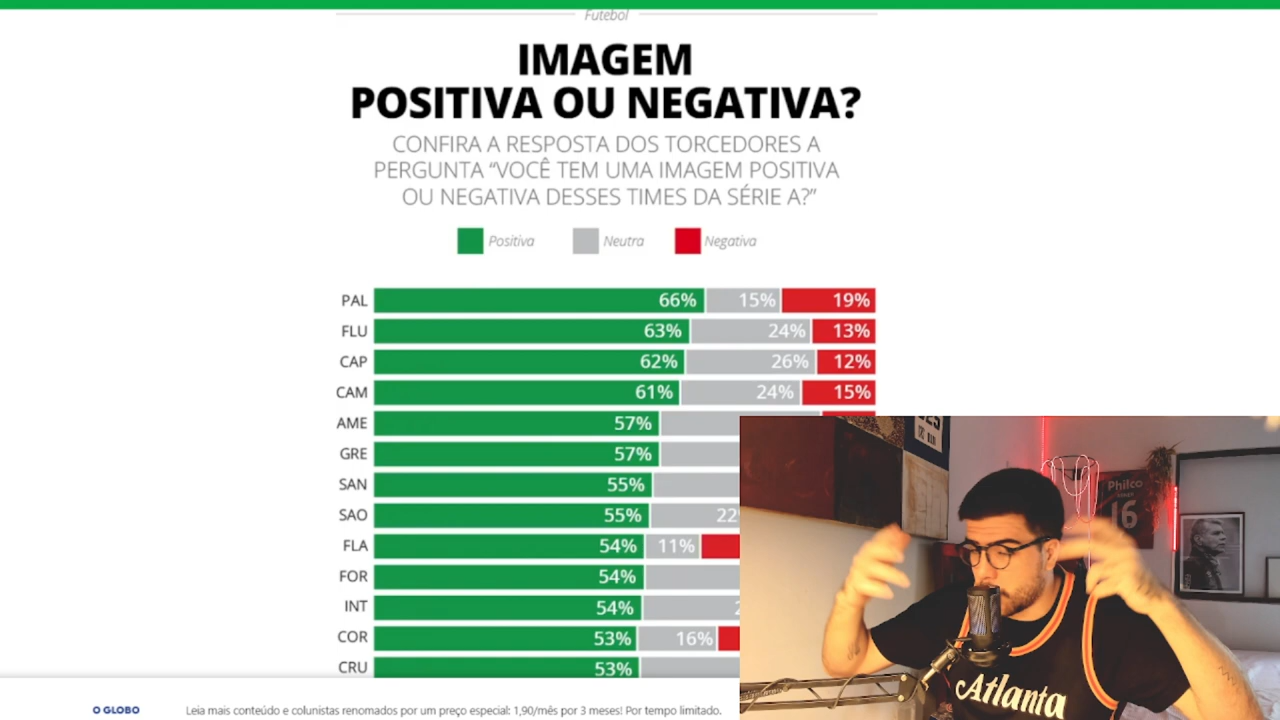 Futebol
IMAGEM
POSITIVA OU NEGATIVA?
CONFIRA A RESPOSTA DOS TORCEDORES A
PERGUNTA “VOCÊ TEM UMA IMAGEM POSITIVA
OU NEGATIVA DESSES TIMES DA SÉRIE A?”
Positiva Neutra Negativa
PAL 66% 15% 19%
FLU 63% 24% 13%
CAP 62% 26% 12%
CAM 61% 24% 15%
AME 57%
GRE 57%
SAN 55%
SAO 55% 22
FLA 54% 11%
FOR 54%
INT 54% 2
COR 53% 16%
CRU 53%
Philco
16
Atlanta
O GLOBO Leia mais conteúdo e colunistas renomados por um preço especial: 1,90/mês por 3 meses! Por tempo limitado.